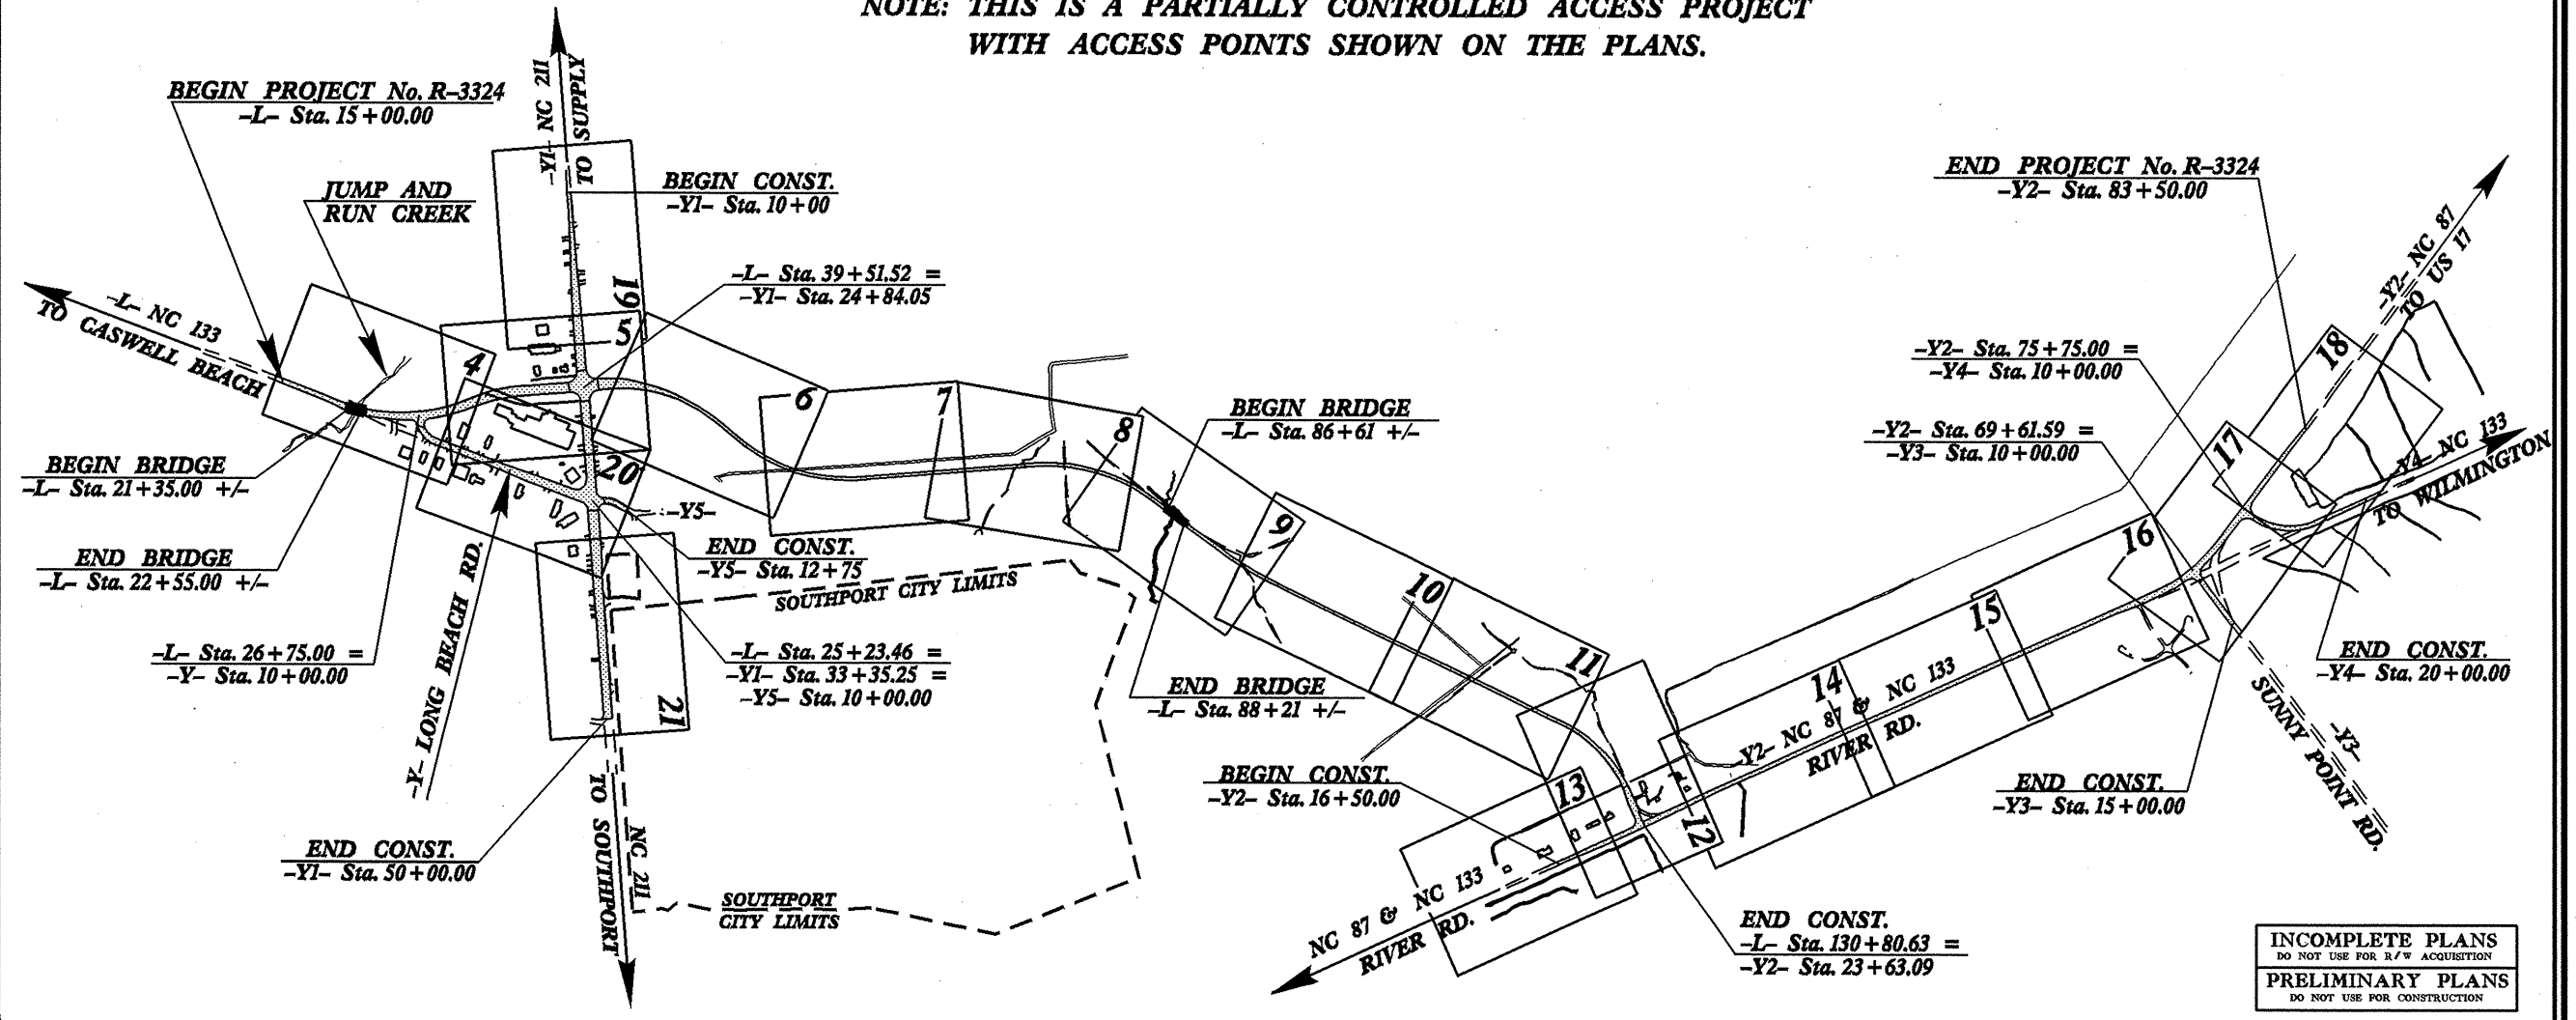 NOTE: THIS IS A PARTIALLY CONTROLLED ACCESS PROJECT
WITH ACCESS POINTS SHOWN ON THE PLANS.
BEGIN PROJECT No. R-3324
-L- Sta. 15+00.00
JUMP AND
RUN CREEK
-Y1- NC 211
TO SUPPLY
BEGIN CONST.
-Y1- Sta. 10+00
-L- Sta. 39+51.52 =
-Y1- Sta. 24+84.05
-L- NC 133
TO CASWELL BEACH
BEGIN BRIDGE
-L- Sta. 21+35.00 +/-
END BRIDGE
-L- Sta. 22+55.00 +/-
-L- Sta. 26+75.00 =
-Y- Sta. 10+00.00
-Y- LONG BEACH RD.
END CONST.
-Y1- Sta. 50+00.00
4
5
19
20
21
-Y5-
END CONST.
-Y5- Sta. 12+75
SOUTHPORT CITY LIMITS
-L- Sta. 25+23.46 =
-Y1- Sta. 33+35.25 =
-Y5- Sta. 10+00.00
TO SOUTHPORT
NC 211
SOUTHPORT
CITY LIMITS
6
7
8
BEGIN BRIDGE
-L- Sta. 86+61 +/-
9
10
11
END BRIDGE
-L- Sta. 88+21 +/-
BEGIN CONST.
-Y2- Sta. 16+50.00
13
12
NC 87 & NC 133
RIVER RD.
END CONST.
-L- Sta. 130+80.63 =
-Y2- Sta. 23+63.09
14
15
16
-Y2- NC 87 & NC 133
RIVER RD.
END PROJECT No. R-3324
-Y2- Sta. 83+50.00
-Y2- Sta. 75+75.00 =
-Y4- Sta. 10+00.00
-Y2- Sta. 69+61.59 =
-Y3- Sta. 10+00.00
17
18
-Y2- NC 87
TO US 17
-Y4- NC 133
TO WILMINGTON
END CONST.
-Y4- Sta. 20+00.00
-Y3-
SUNNY POINT RD.
END CONST.
-Y3- Sta. 15+00.00
INCOMPLETE PLANS
DO NOT USE FOR R/W ACQUISITION
PRELIMINARY PLANS
DO NOT USE FOR CONSTRUCTION